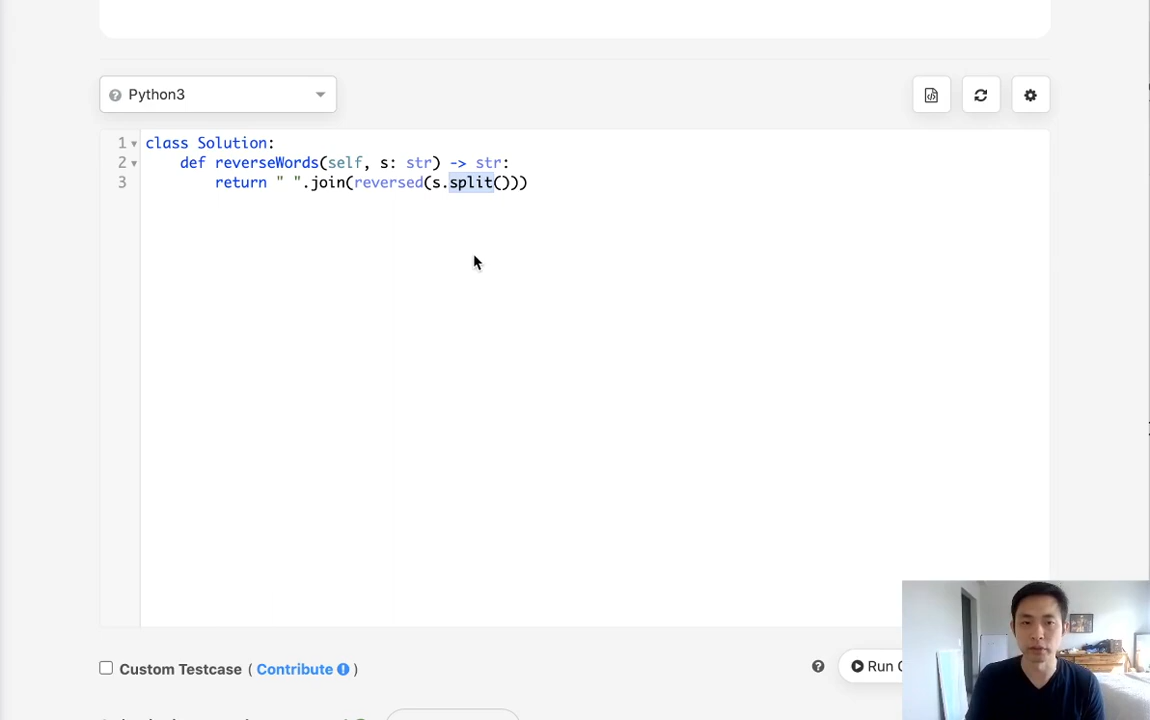 Python3
1 class Solution:
2 def reverseWords(self, s: str) -> str:
3 return " ".join(reversed(s.split()))
Custom Testcase ( Contribute )
Run